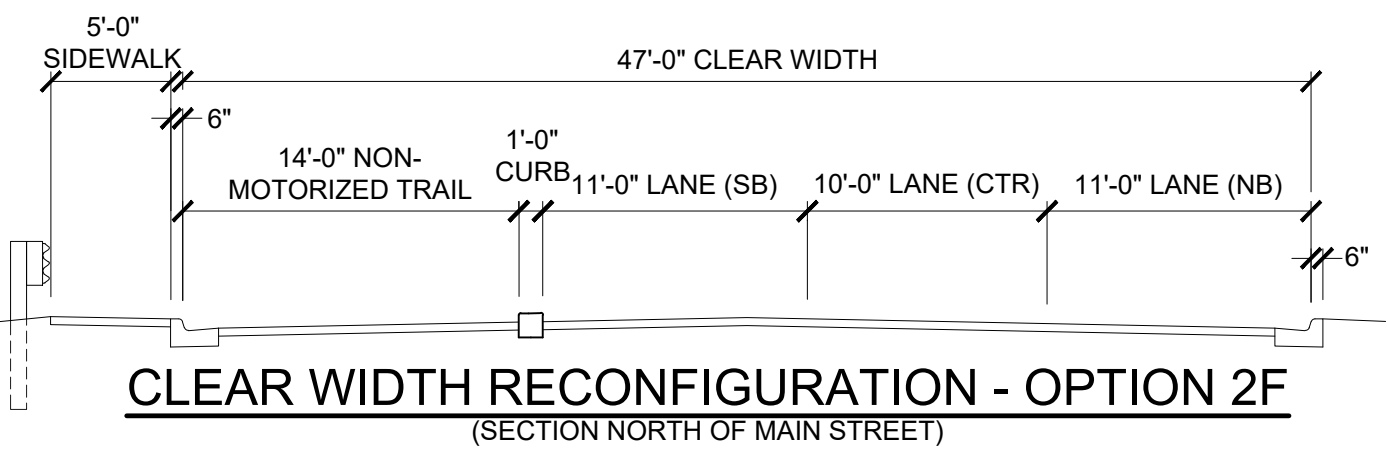 5'-0"
SIDEWALK
47'-0" CLEAR WIDTH
6"
14'-0" NON-
MOTORIZED TRAIL
1'-0"
CURB
11'-0" LANE (SB)
10'-0" LANE (CTR)
11'-0" LANE (NB)
6"
CLEAR WIDTH RECONFIGURATION - OPTION 2F
(SECTION NORTH OF MAIN STREET)